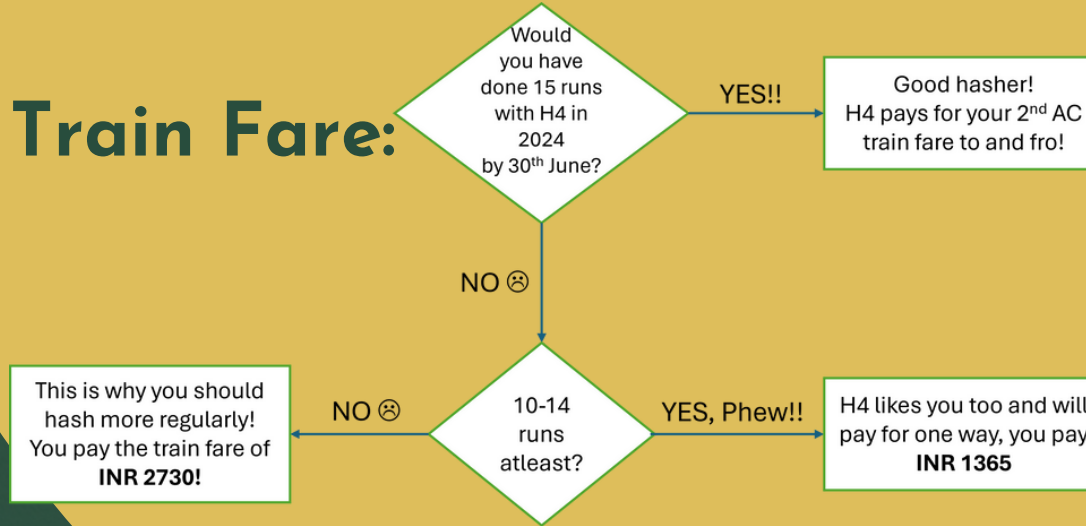 Train Fare:
Would
you have
done 15 runs
with H4 in
2024
by 30th June?
YES!!
Good hasher!
H4 pays for your 2nd AC
train fare to and fro!
NO ☹
10-14
runs
atleast?
NO ☹
This is why you should
hash more regularly!
You pay the train fare of
INR 2730!
YES, Phew!!
H4 likes you too and will
pay for one way, you pay
INR 1365